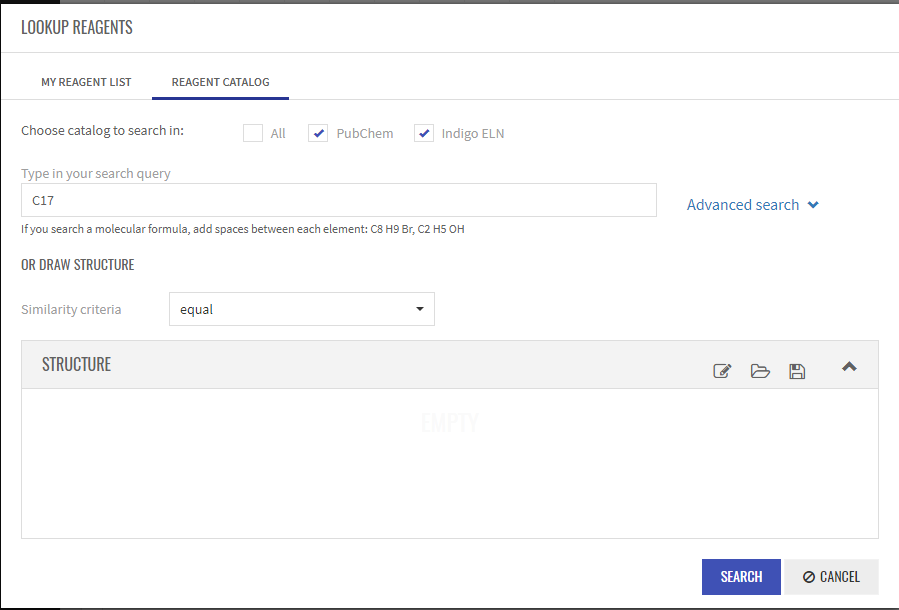 LOOKUP REAGENTS
MY REAGENT LIST REAGENT CATALOG
Choose catalog to search in: All PubChem Indigo ELN
Type in your search query
C17
Advanced search
If you search a molecular formula, add spaces between each element: C8 H9 Br, C2 H5 OH
OR DRAW STRUCTURE
Similarity criteria equal
STRUCTURE
EMPTY
SEARCH CANCEL